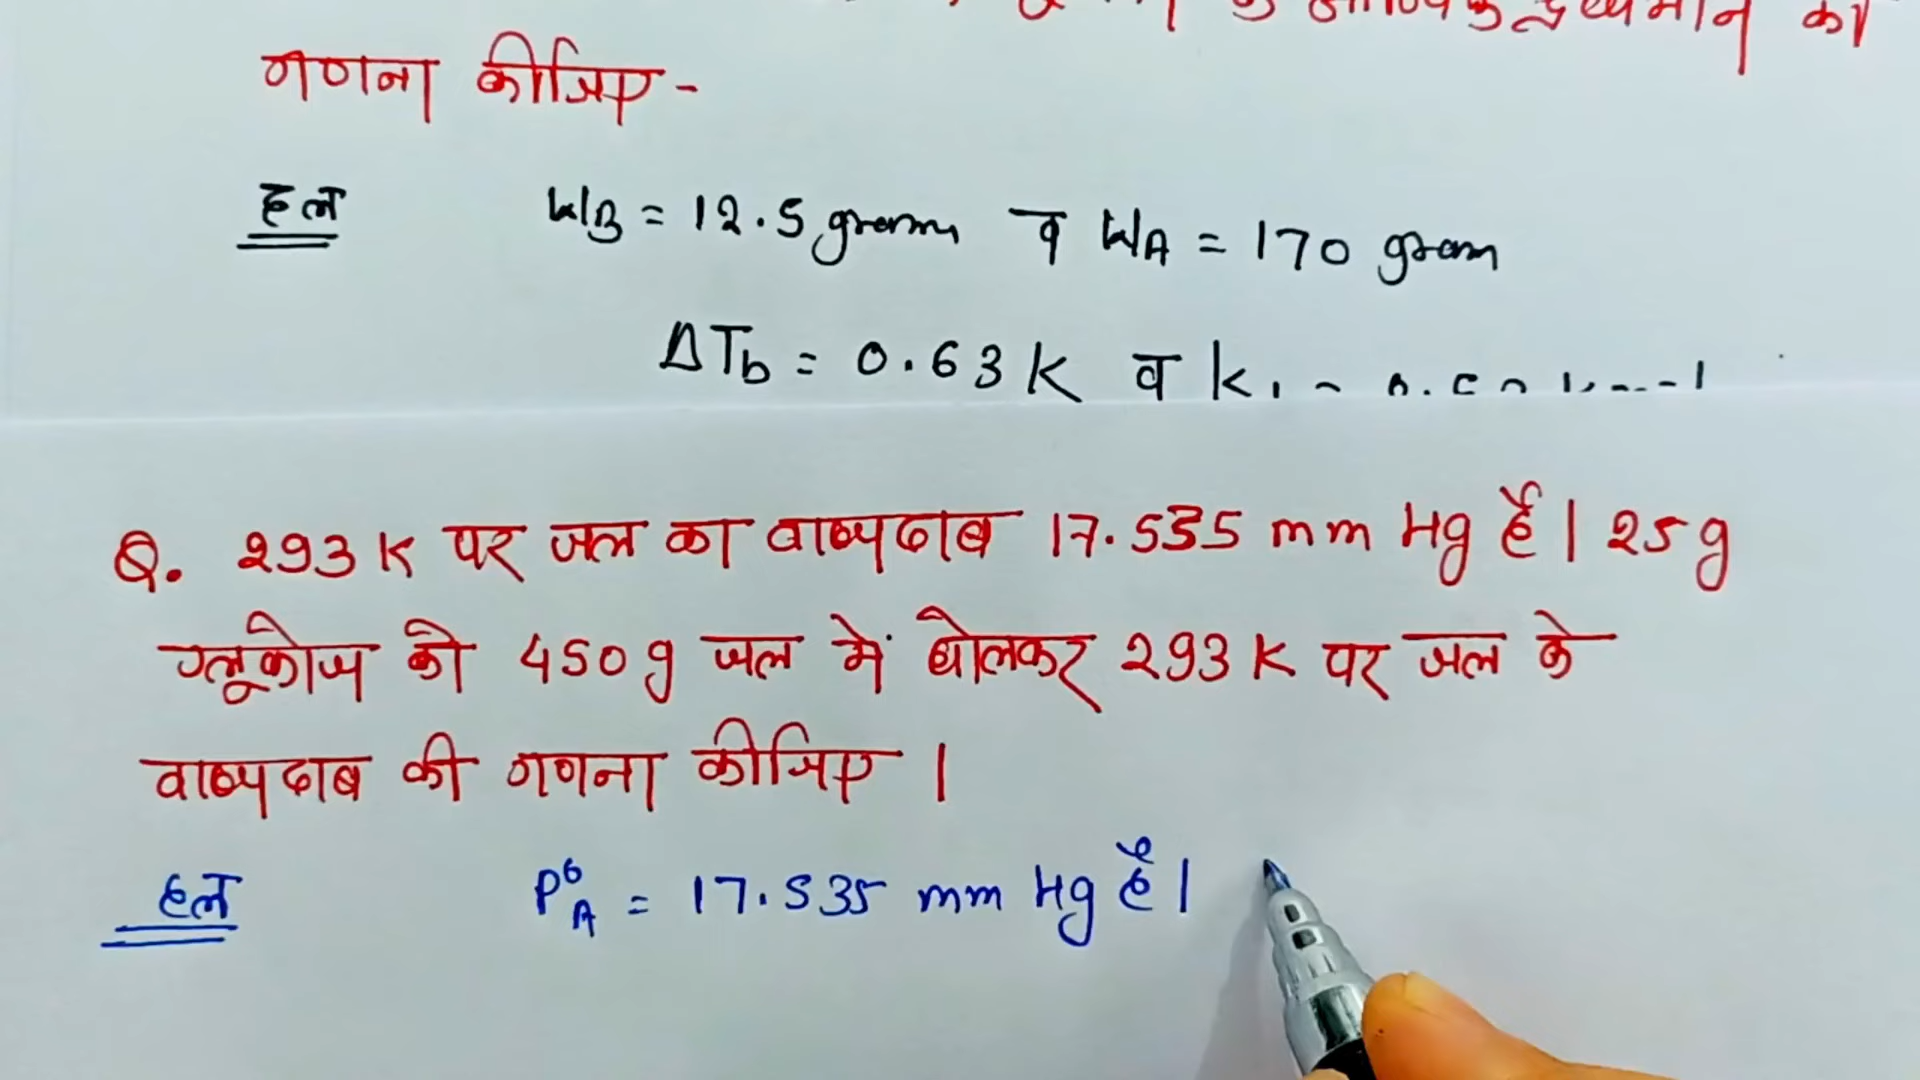 गणना कीजिए -
हल WB = 12.5 gram व WA = 170 gram
ΔTb = 0.63 K व
Q. 293 K पर जल का वाष्पदाब 17.535 mm Hg है । 25 g
ग्लूकोज को 450 g जल में घोलकर 293 K पर जल के
वाष्पदाब की गणना कीजिए ।
हल P°A = 17.535 mm Hg है ।